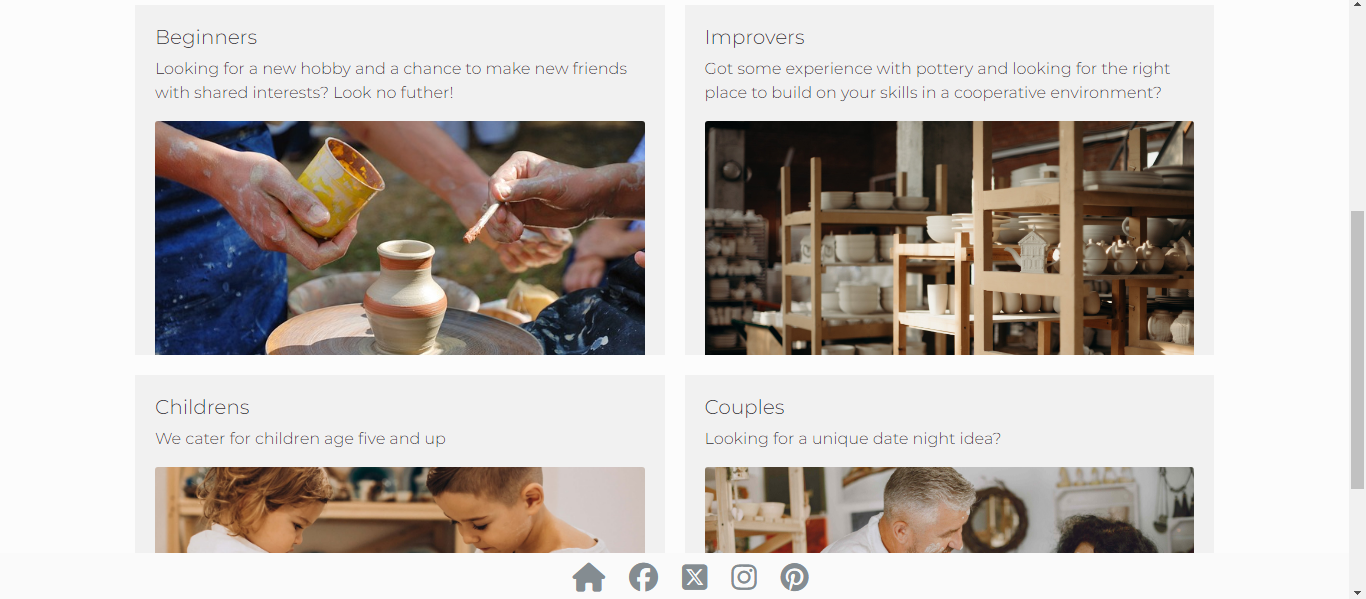 Beginners
Looking for a new hobby and a chance to make new friends
with shared interests? Look no futher!
Improvers
Got some experience with pottery and looking for the right
place to build on your skills in a cooperative environment?
Childrens
We cater for children age five and up
Couples
Looking for a unique date night idea?